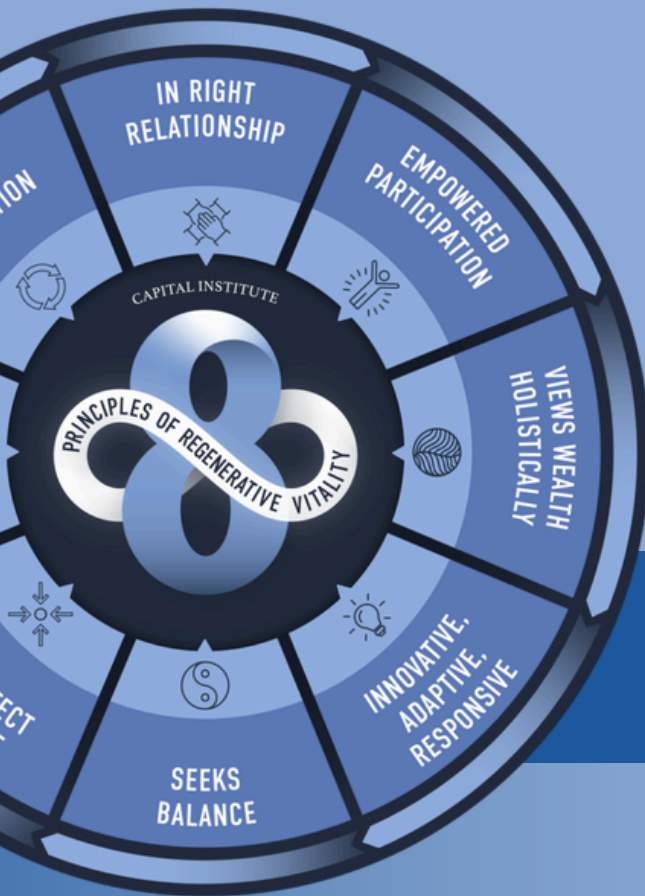 IN RIGHT
RELATIONSHIP
EMPOWERED
PARTICIPATION
VIEWS WEALTH
HOLISTICALLY
INNOVATIVE,
ADAPTIVE,
RESPONSIVE
SEEKS
BALANCE
CAPITAL INSTITUTE
8
PRINCIPLES OF REGENERATIVE VITALITY